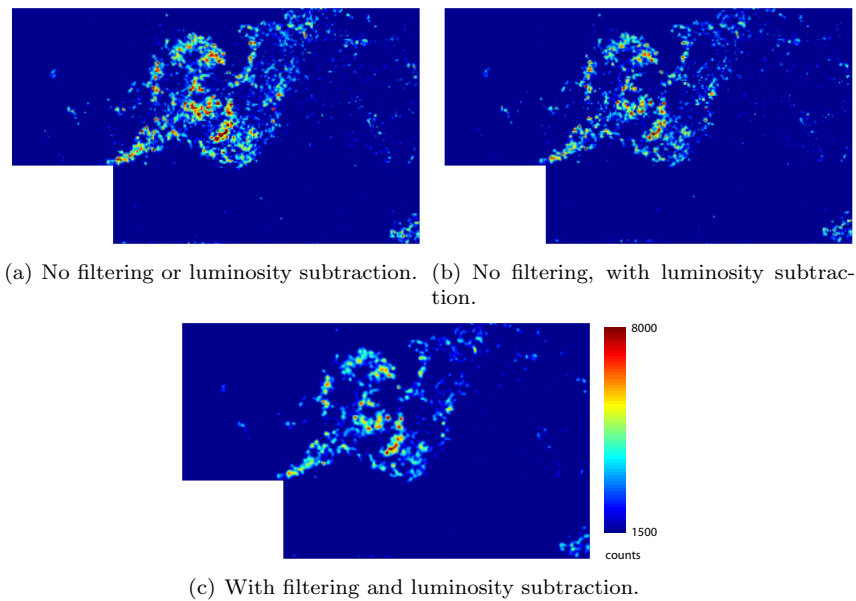 (a) No filtering or luminosity subtraction.
(b) No filtering, with luminosity subtrac-
tion.
8000
1500
counts
(c) With filtering and luminosity subtraction.